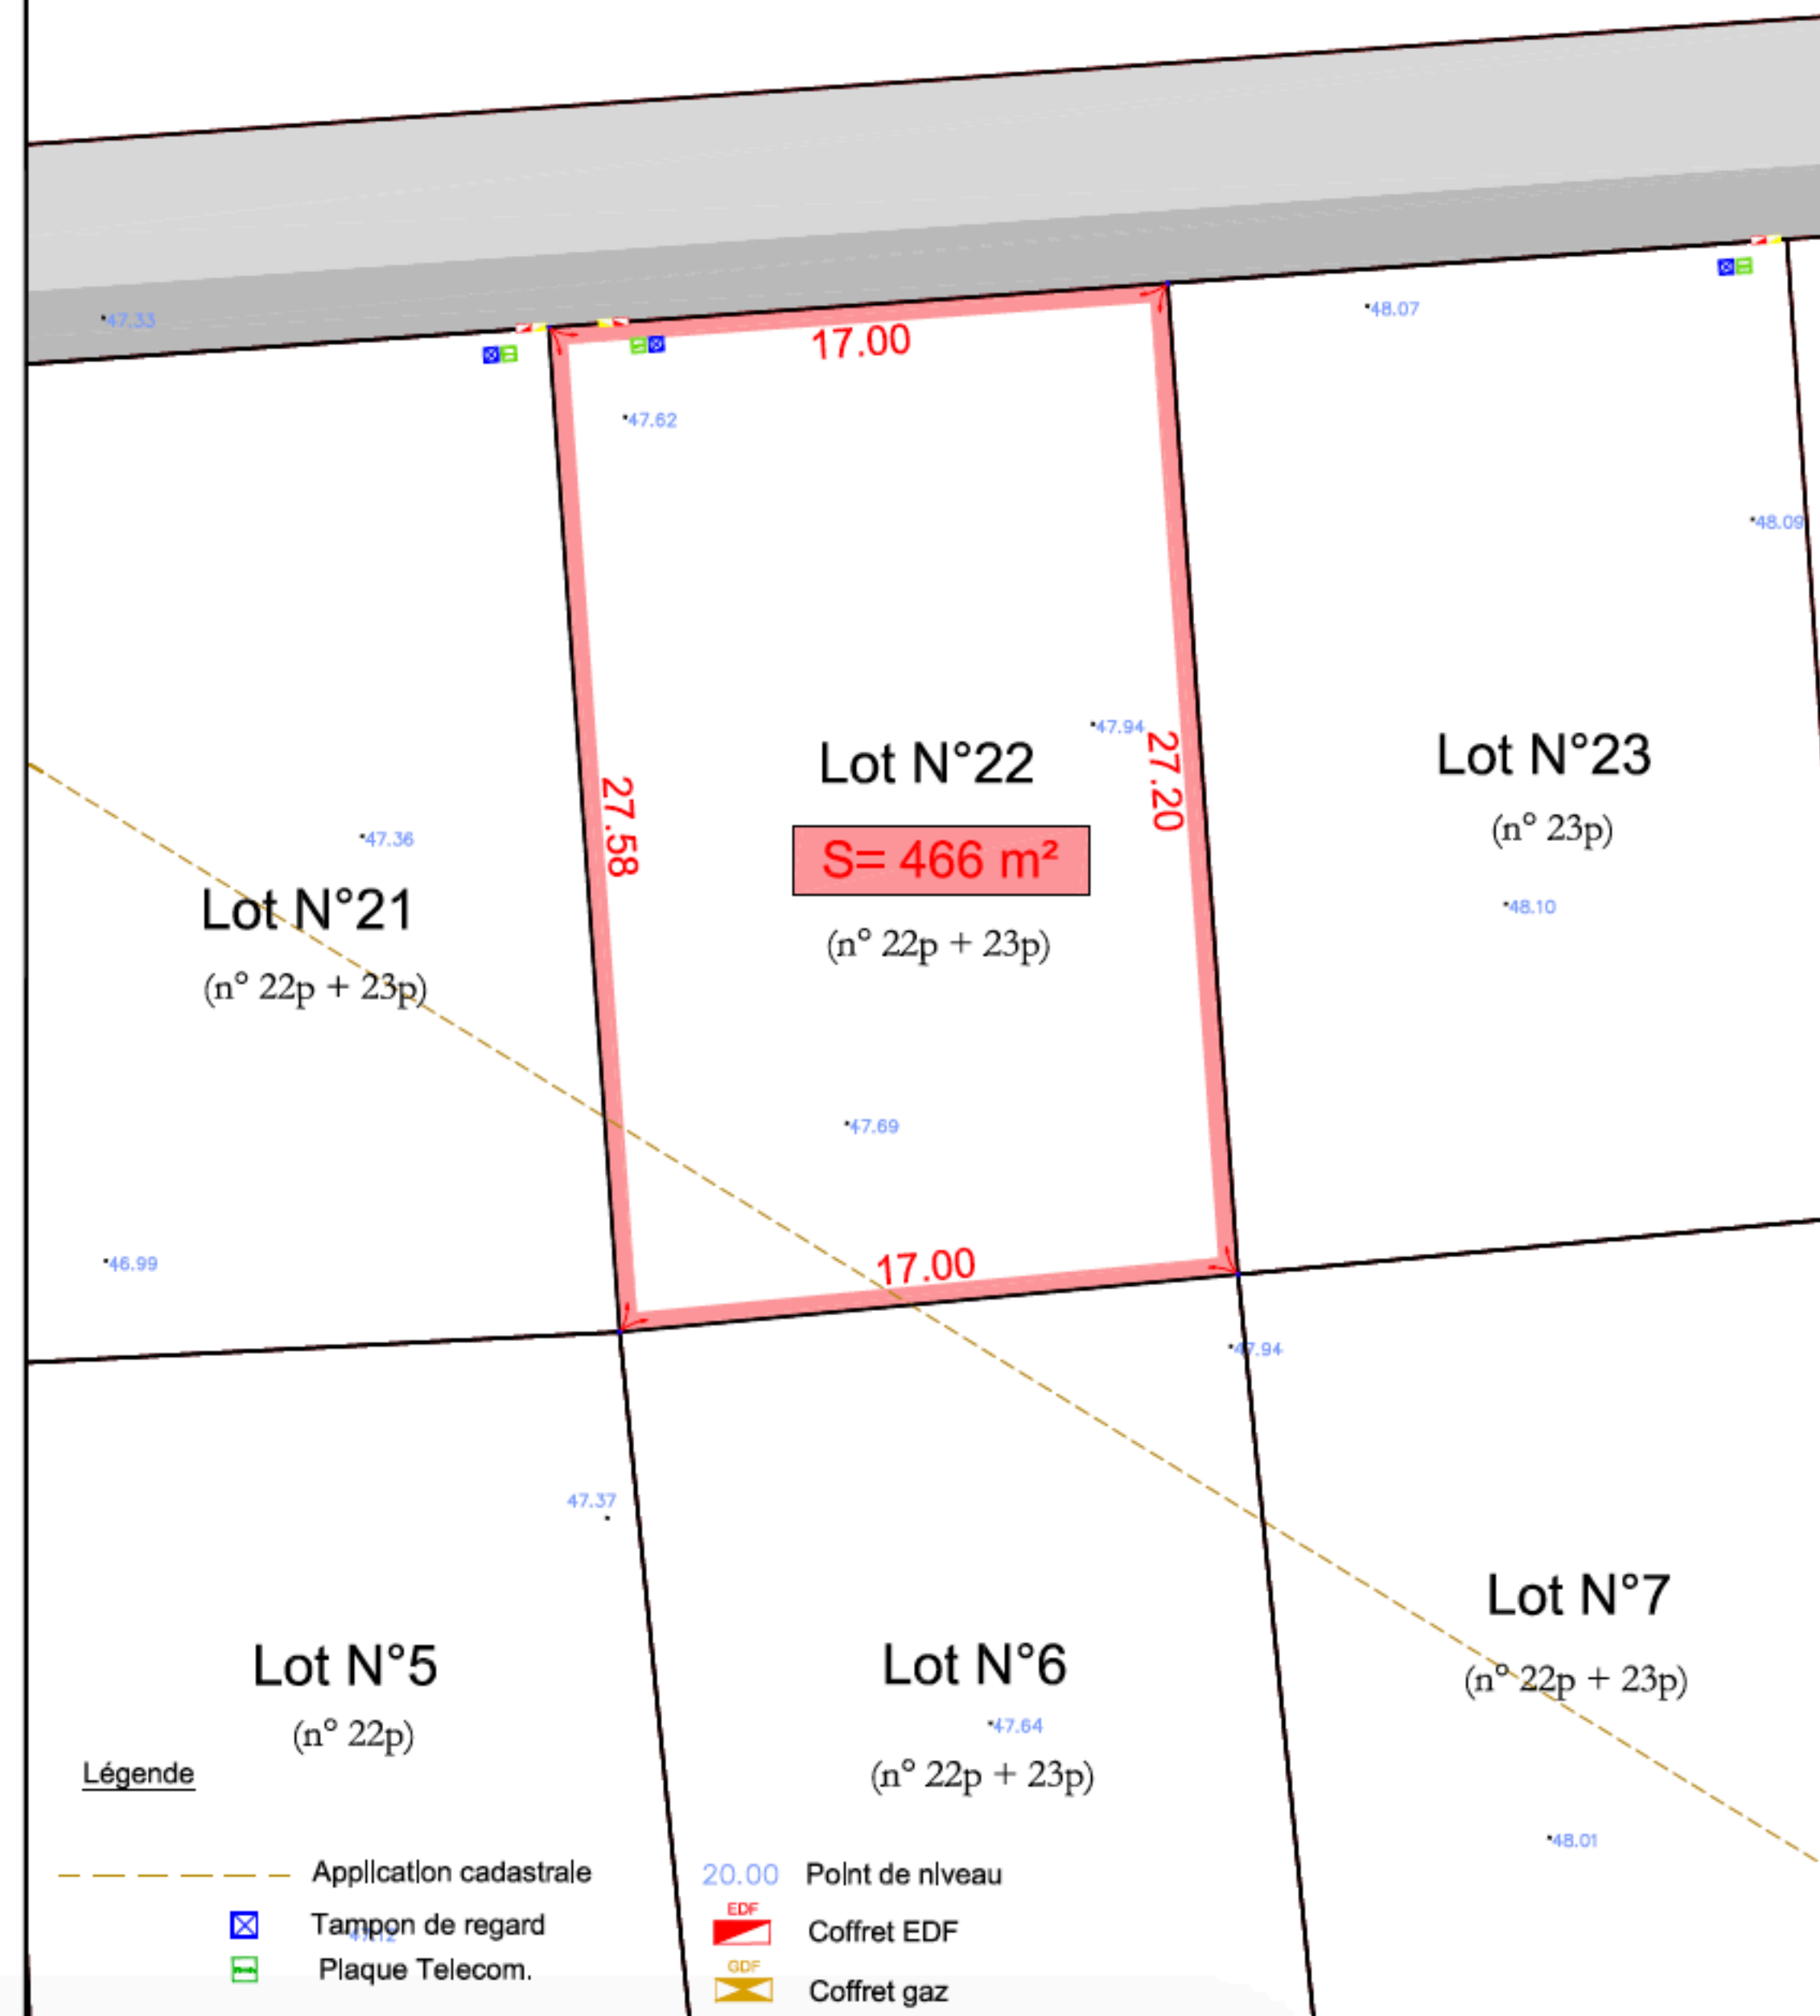 47.33
48.07
17.00
47.62
48.09
47.94
27.20
Lot N°22
Lot N°23
27.58
(n° 23p)
47.36
S= 466 m²
Lot N°21
48.10
(n° 22p + 23p)
(n° 22p + 23p)
47.69
46.99
17.00
47.94
47.37
Lot N°7
Lot N°5
Lot N°6
(n° 22p + 23p)
47.64
(n° 22p)
(n° 22p + 23p)
Légende
48.01
Application cadastrale
20.00 Point de niveau
EDF
Tampon de regard
Coffret EDF
47.12
Plaque Telecom.
GDF
Coffret gaz